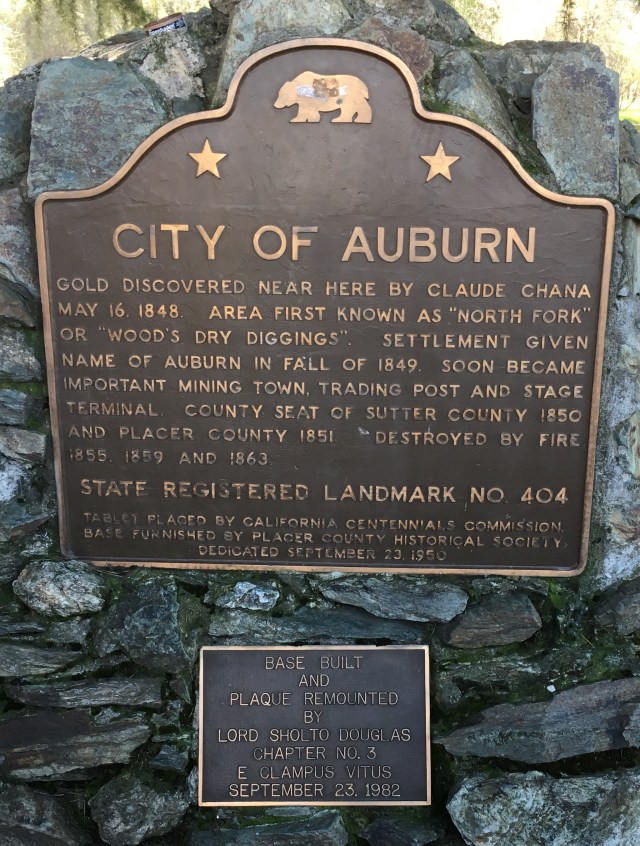 CITY OF AUBURN
GOLD DISCOVERED NEAR HERE BY CLAUDE CHANA
MAY 16, 1848. AREA FIRST KNOWN AS "NORTH FORK"
OR "WOOD'S DRY DIGGINGS". SETTLEMENT GIVEN
NAME OF AUBURN IN FALL OF 1849. SOON BECAME
IMPORTANT MINING TOWN, TRADING POST AND STAGE
TERMINAL. COUNTY SEAT OF SUTTER COUNTY 1850
AND PLACER COUNTY 1851. DESTROYED BY FIRE
1855, 1859 AND 1863.
STATE REGISTERED LANDMARK NO. 404
TABLET PLACED BY CALIFORNIA CENTENNIALS COMMISSION.
BASE FURNISHED BY PLACER COUNTY HISTORICAL SOCIETY,
DEDICATED SEPTEMBER 23, 1950
BASE BUILT
AND
PLAQUE REMOUNTED
BY
LORD SHOLTO DOUGLAS
CHAPTER NO. 3
E CLAMPUS VITUS
SEPTEMBER 23, 1982